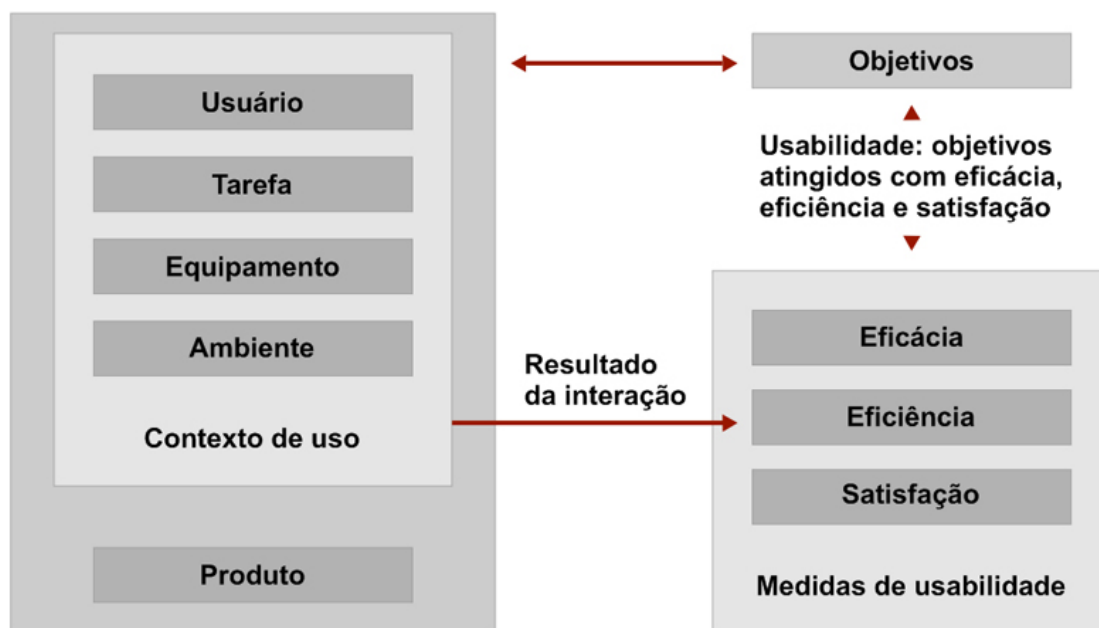 Usuário
Tarefa
Equipamento
Ambiente
Contexto de uso
Produto
Resultado
da interação
Objetivos
Usabilidade: objetivos
atingidos com eficácia,
eficiência e satisfação
Eficácia
Eficiência
Satisfação
Medidas de usabilidade